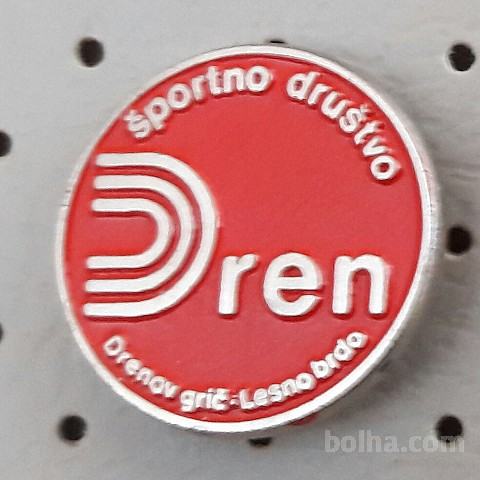 športno društvo
Dren
Drenov grič-Lesno brdo
bolha.com